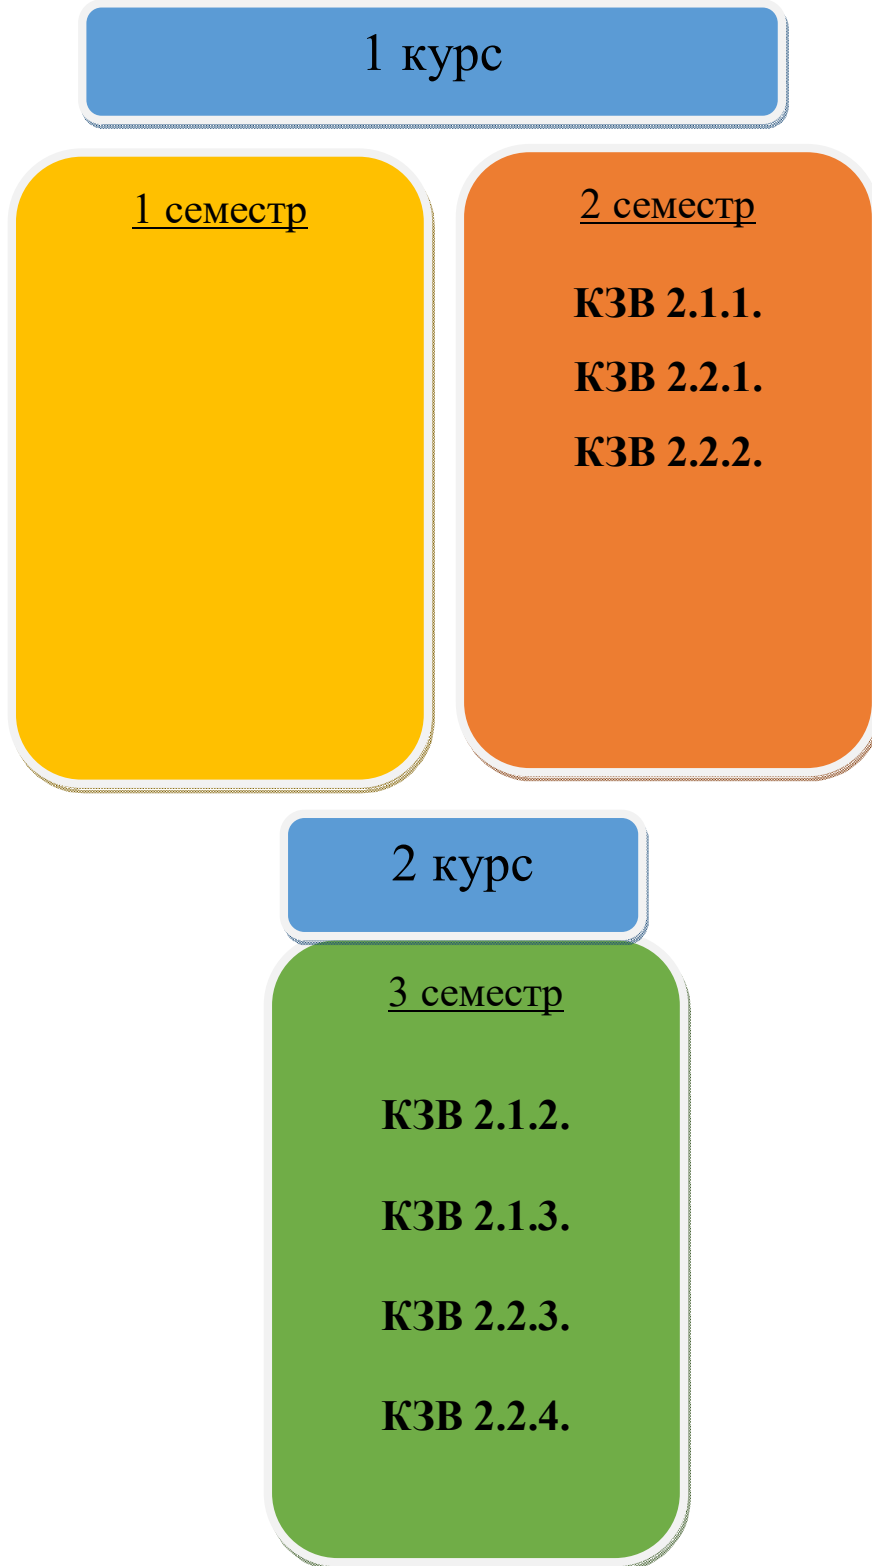 1 курс
1 семестр
2 семестр
КЗВ 2.1.1.
КЗВ 2.2.1.
КЗВ 2.2.2.
2 курс
3 семестр
КЗВ 2.1.2.
КЗВ 2.1.3.
КЗВ 2.2.3.
КЗВ 2.2.4.